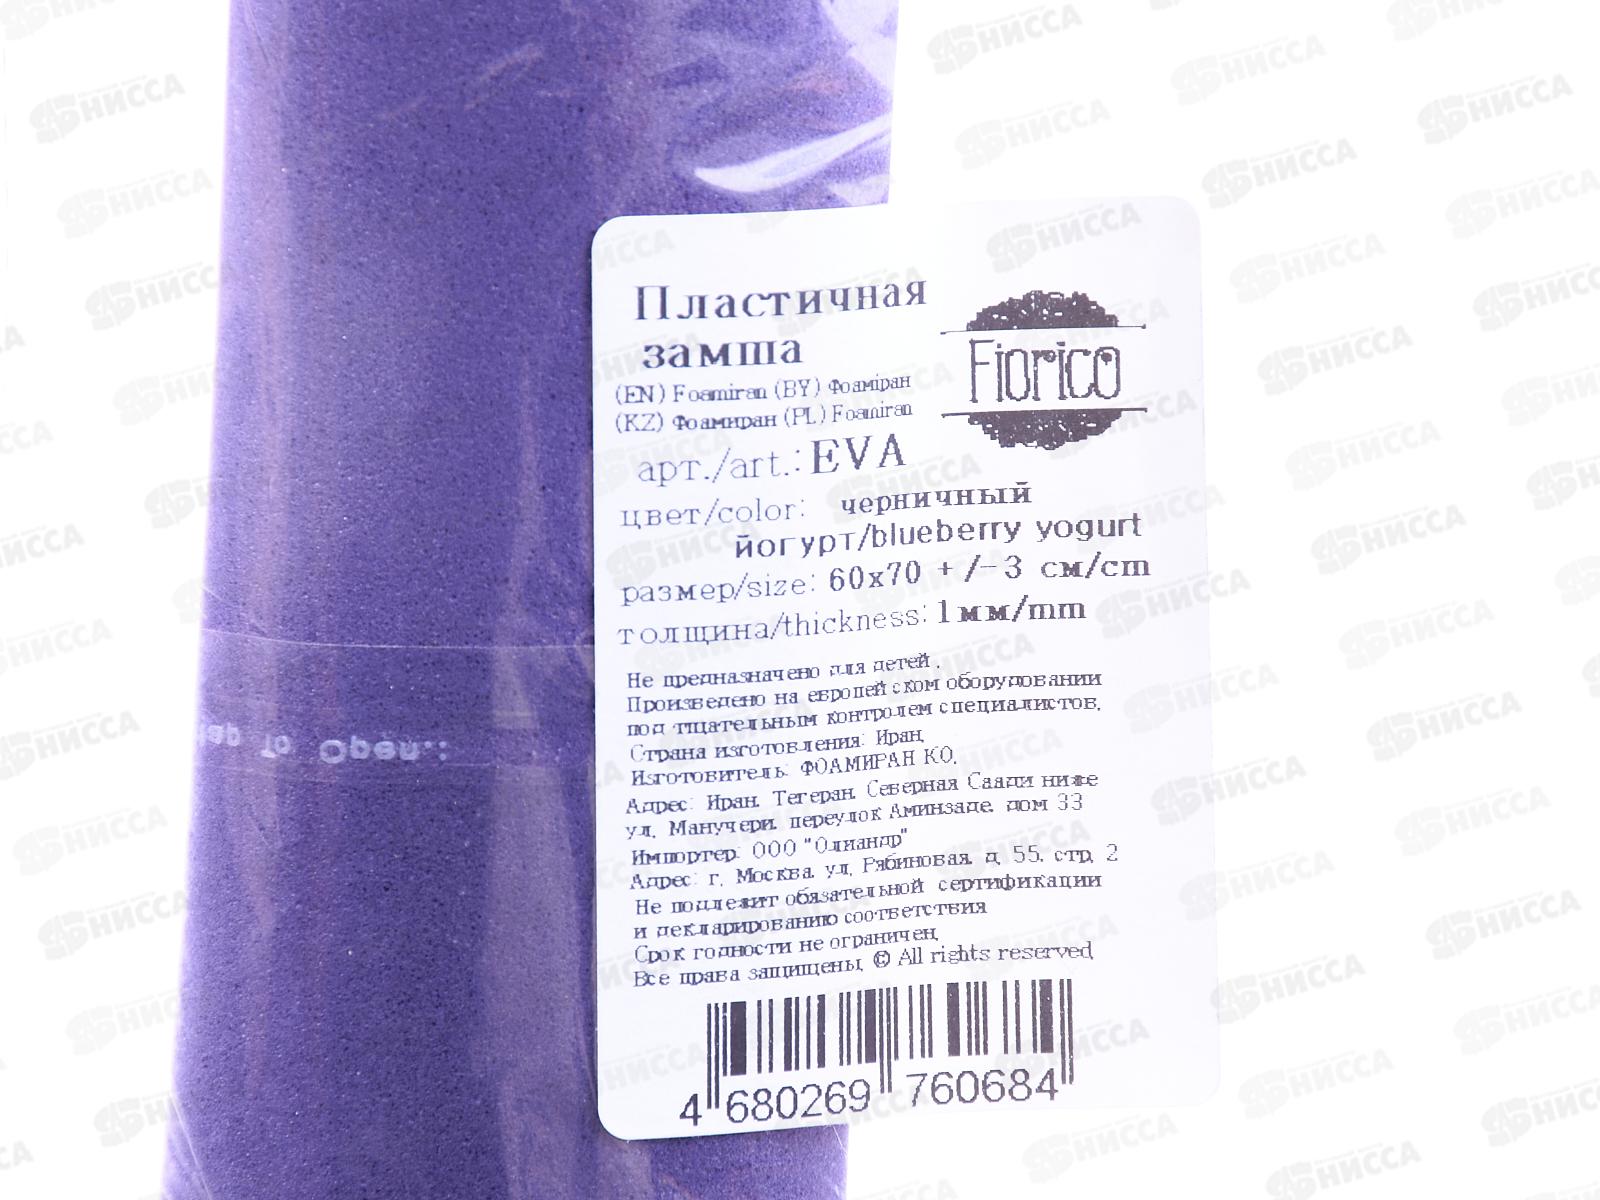 Пластичная
замша
Fiorico
(EN) Foamiran (BY) Фоаміран
(KZ) Фоамиран (PL) Foamiran
арт./art.: EVA
цвет/color: черничный
йогурт/blueberry yogurt
размер/size: 60x70 +/-3 см/cm
толщина/thickness: 1мм/mm
Не предназначено для детей.
Произведено на европейском оборудовании
под тщательным контролем специалистов.
Страна изготовления: Иран.
Изготовитель: ФОАМИРАН КО.
Адрес: Иран. Тегеран. Северная Саади ниже
ул. Манучери. переулок Аминзаде. дом 33
Импортер: ООО "Олиандр"
Адрес: г. Москва. ул. Рябиновая. д. 55. стр. 2
Не подлежит обязательной сертификации
и декларированию соответствия
Срок годности не ограничен.
Все права защищены. © All rights reserved
4 680269 760684
To Open.:
НИССА